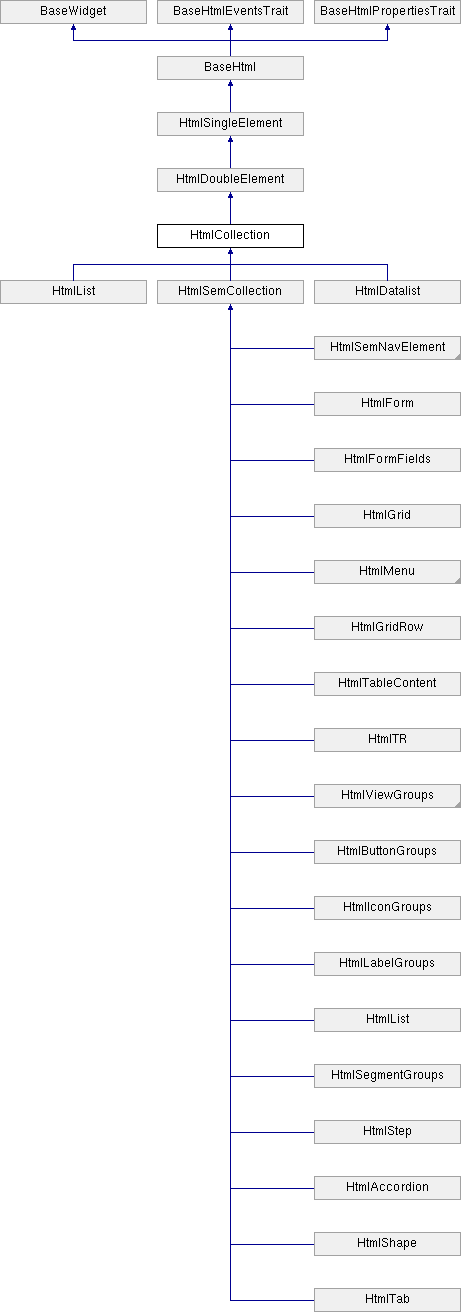 BaseWidget
BaseHtmlEventsTrait
BaseHtmlPropertiesTrait
BaseHtml
HtmlSingleElement
HtmlDoubleElement
HtmlCollection
HtmlList
HtmlSemCollection
HtmlDatalist
HtmlSemNavElement
HtmlForm
HtmlFormFields
HtmlGrid
HtmlMenu
HtmlGridRow
HtmlTableContent
HtmlTR
HtmlViewGroups
HtmlButtonGroups
HtmlIconGroups
HtmlLabelGroups
HtmlList
HtmlSegmentGroups
HtmlStep
HtmlAccordion
HtmlShape
HtmlTab